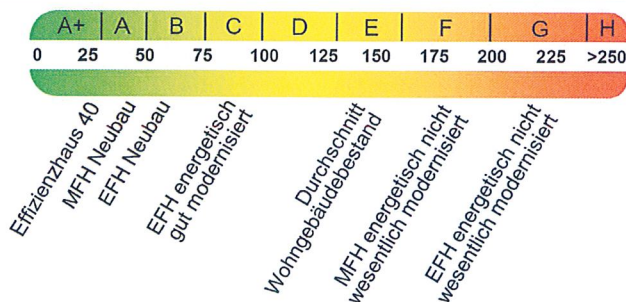 A+ A B C D E F G H
0 25 50 75 100 125 150 175 200 225 >250
Effizienzhaus 40
MFH Neubau
EFH Neubau
EFH energetisch
gut modernisiert
Durchschnitt
Wohngebäudebestand
MFH energetisch nicht
wesentlich modernisiert
EFH energetisch nicht
wesentlich modernisiert